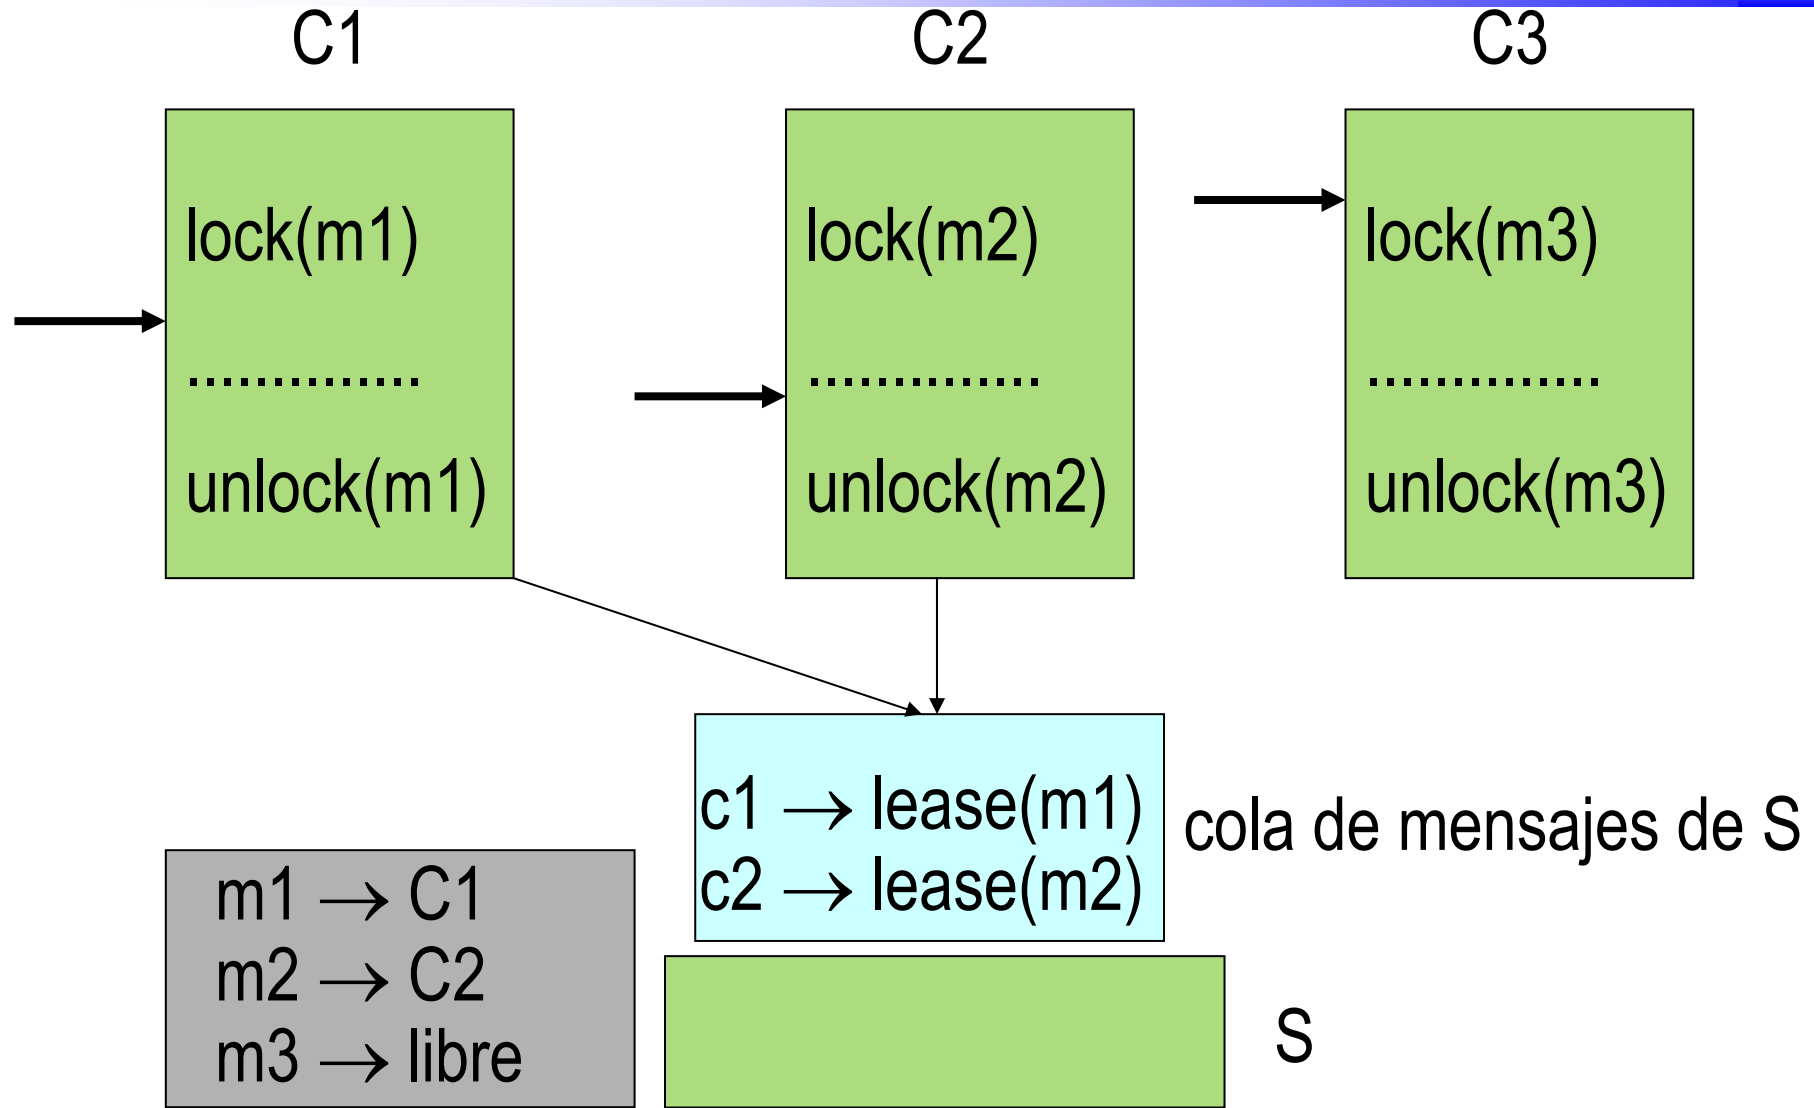 C1
C2
C3
lock(m1)
..............
unlock(m1)
lock(m2)
..............
unlock(m2)
lock(m3)
..............
unlock(m3)
c1 → lease(m1)
c2 → lease(m2)
cola de mensajes de S
m1 → C1
m2 → C2
m3 → libre
S